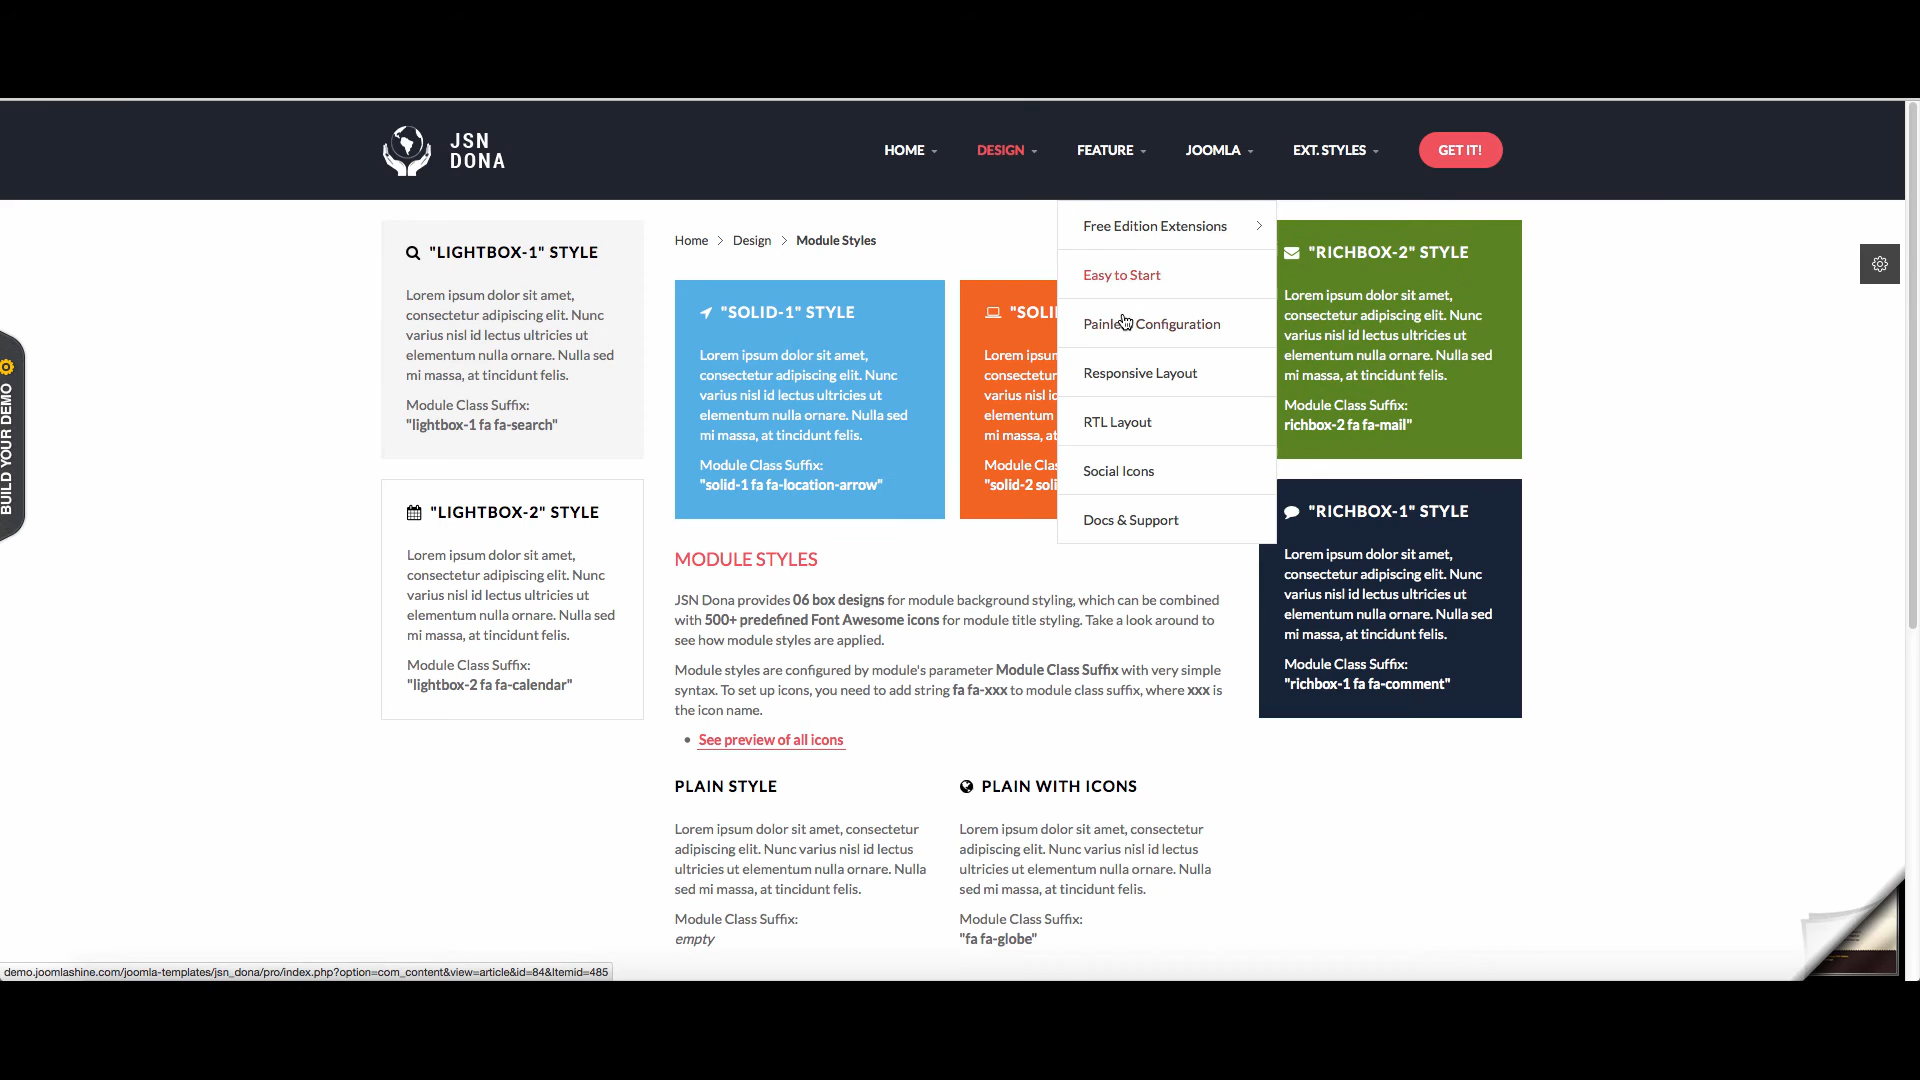 JSN
DONA
HOME
DESIGN
FEATURE
JOOMLA
EXT. STYLES
GET IT!
Free Edition Extensions
Easy to Start
Configuration
Responsive Layout
RTL Layout
Social Icons
Docs & Support
BUILD YOUR DEMO
"LIGHTBOX-1" STYLE
Lorem ipsum dolor sit amet,
consectetur adipiscing elit. Nunc
varius nisl id lectus ultricies ut
elementum nulla ornare. Nulla sed
mi massa, at tincidunt felis.
Module Class Suffix:
"lightbox-1 fa fa-search"
"LIGHTBOX-2" STYLE
Lorem ipsum dolor sit amet,
consectetur adipiscing elit. Nunc
varius nisl id lectus ultricies ut
elementum nulla ornare. Nulla sed
mi massa, at tincidunt felis.
Module Class Suffix:
"lightbox-2 fa fa-calendar"
Home > Design > Module Styles
"SOLID-1" STYLE
Lorem ipsum dolor sit amet,
consectetur adipiscing elit. Nunc
varius nisl id lectus ultricies ut
elementum nulla ornare. Nulla sed
mi massa, at tincidunt felis.
Module Class Suffix:
"solid-1 fa fa-location-arrow"
"SOLI
Lorem ipsum
consectetur
varius nisl id
elementum
mi massa, at
Module Clas
"solid-2 soli
MODULE STYLES
JSN Dona provides 06 box designs for module background styling, which can be combined
with 500+ predefined Font Awesome icons for module title styling. Take a look around to
see how module styles are applied.
Module styles are configured by module's parameter Module Class Suffix with very simple
syntax. To set up icons, you need to add string fa fa-xxx to module class suffix, where xxx is
the icon name.
• See preview of all icons
PLAIN STYLE
Lorem ipsum dolor sit amet, consectetur
adipiscing elit. Nunc varius nisl id lectus
ultricies ut elementum nulla ornare. Nulla
sed mi massa, at tincidunt felis.
Module Class Suffix:
empty
PLAIN WITH ICONS
Lorem ipsum dolor sit amet, consectetur
adipiscing elit. Nunc varius nisl id lectus
ultricies ut elementum nulla ornare. Nulla
sed mi massa, at tincidunt felis.
Module Class Suffix:
"fa fa-globe"
"RICHBOX-2" STYLE
Lorem ipsum dolor sit amet,
consectetur adipiscing elit. Nunc
varius nisl id lectus ultricies ut
elementum nulla ornare. Nulla sed
mi massa, at tincidunt felis.
Module Class Suffix:
richbox-2 fa fa-mail"
"RICHBOX-1" STYLE
Lorem ipsum dolor sit amet,
consectetur adipiscing elit. Nunc
varius nisl id lectus ultricies ut
elementum nulla ornare. Nulla sed
mi massa, at tincidunt felis.
Module Class Suffix:
"richbox-1 fa fa-comment"
demo.joomlashine.com/joomla-templates/jsn_dona/pro/index.php?option=com_content&view=article&id=84&Itemid=485